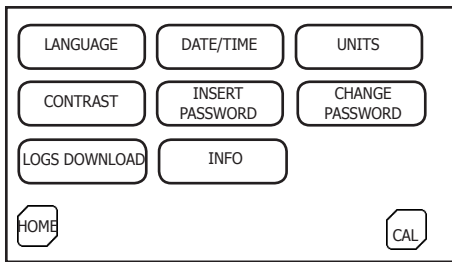 LANGUAGE
DATE/TIME
UNITS
CONTRAST
INSERT
PASSWORD
CHANGE
PASSWORD
LOGS DOWNLOAD
INFO
HOME
CAL